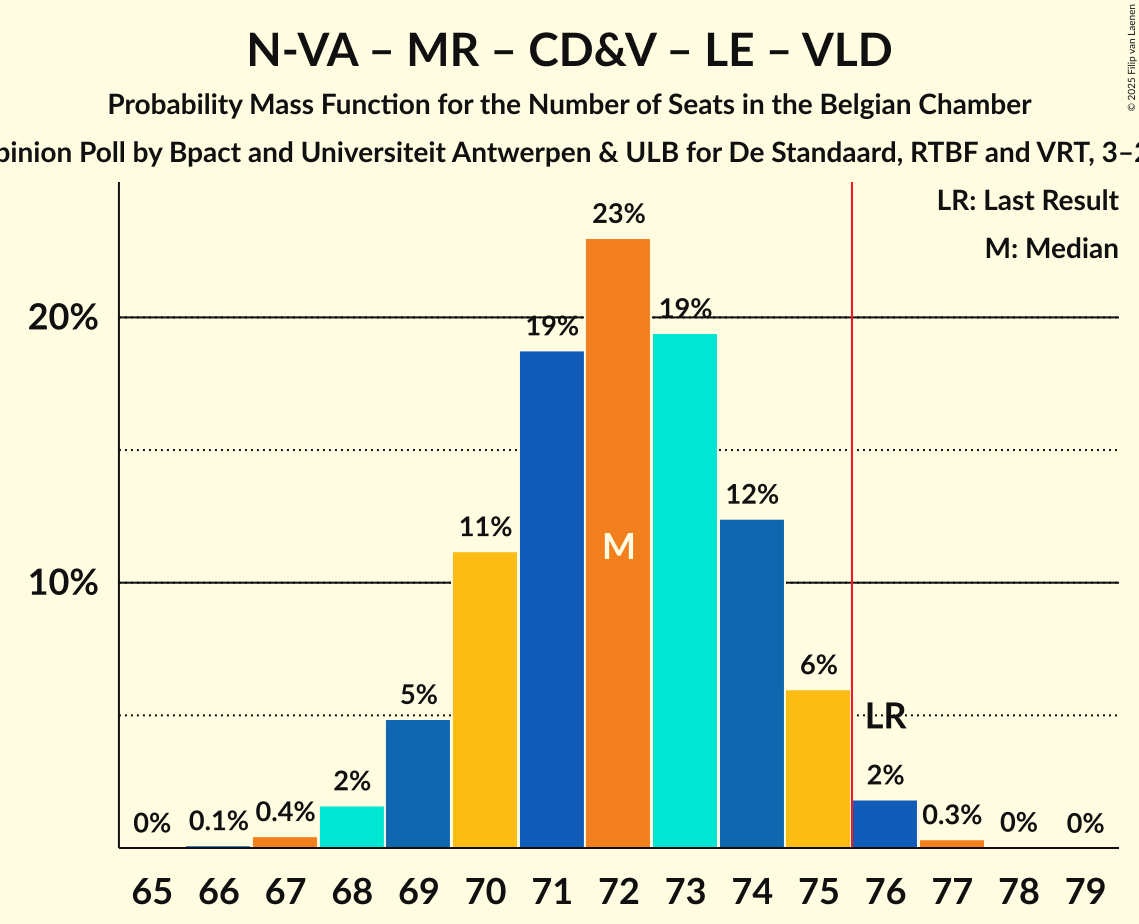 N-VA – MR – CD&V – LE – VLD
Probability Mass Function for the Number of Seats in the Belgian Chamber
Poll by Bpact and Universiteit Antwerpen & ULB for De Standaard, RTBF and VRT,
© 2025 Filip van Laenen
LR: Last Result
M: Median
23%
20%
19%
19%
12%
M
11%
10%
6%
5%
LR
2%
2%
0%
0.1%
0.4%
0.3%
0%
0%
65 66 67 68 69 70 71 72 73 74 75 76 77 78 79